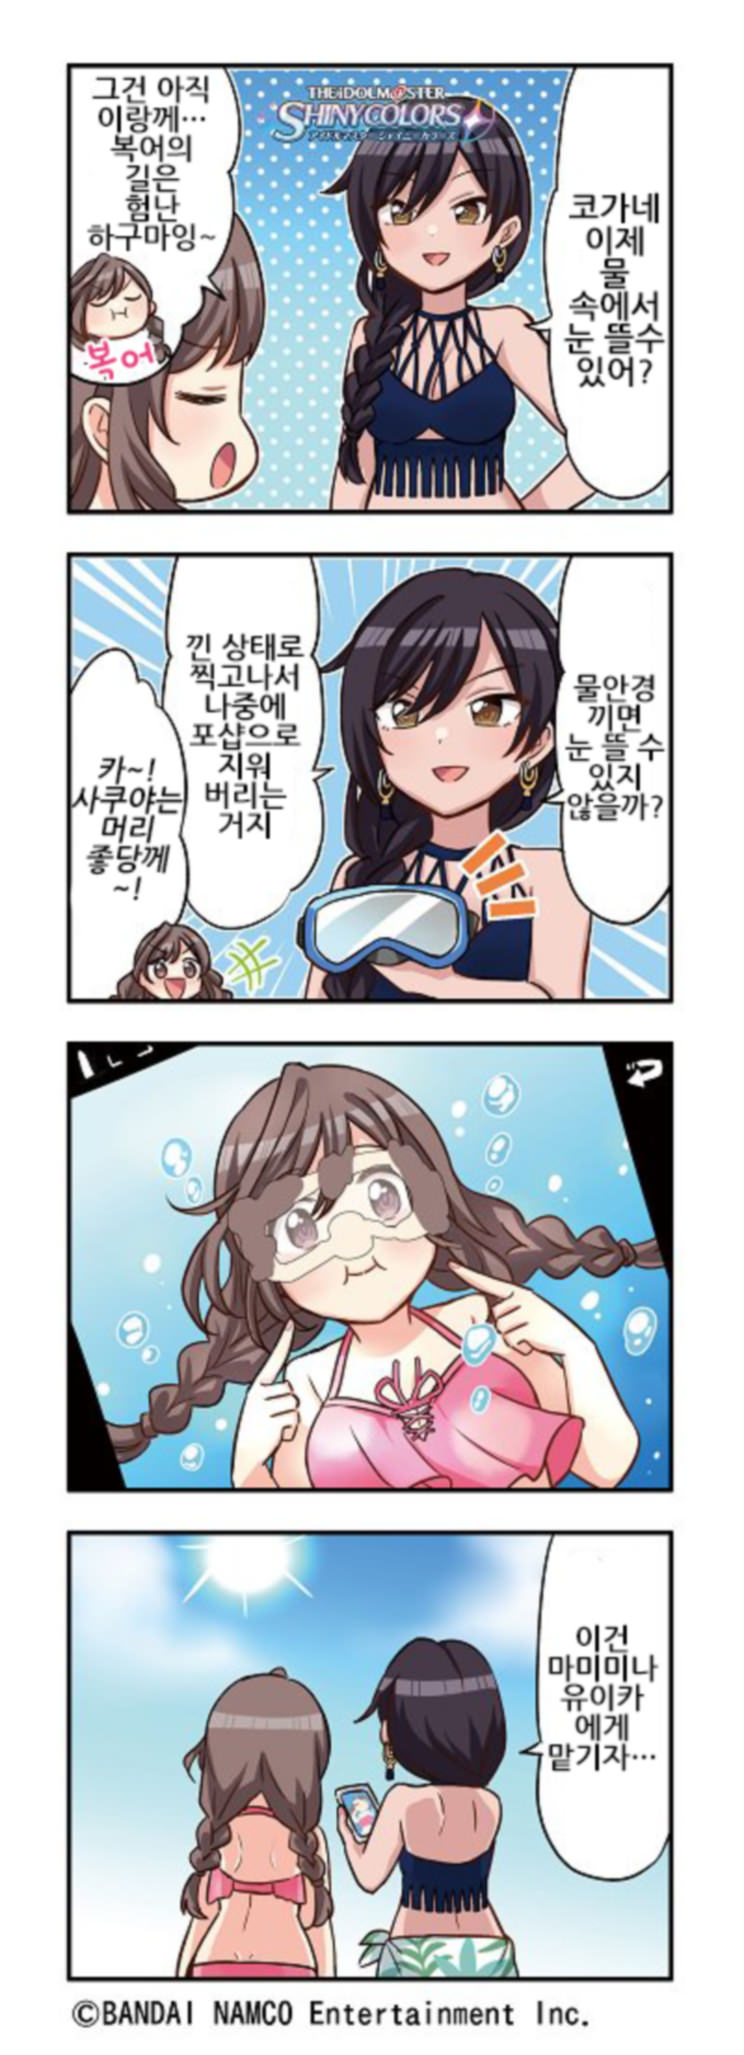 THE iDOLM@STER
SHINYCOLORS
アイドルマスター シャイニーカラーズ
코가네
이제
물
속에서
눈 뜰수
있어?
그건 아직
이랑께…
복어의
길은
험난
하구마잉~
복어
물안경
끼면
눈 뜰 수
있지
않을까?
낀 상태로
찍고나서
나중에
포샵으로
지워
버리는
거지
카~!
사쿠야는
머리
좋당께
~!
이건
마미미나
유이카
에게
맡기자…
©BANDAI NAMCO Entertainment Inc.